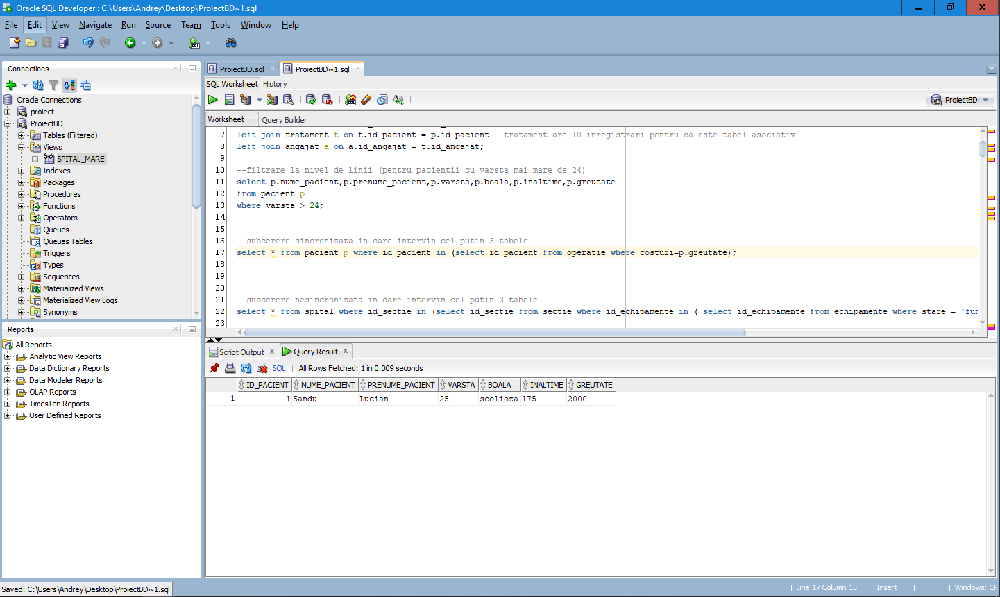 Oracle SQL Developer : C:\Users\Andrey\Desktop\ProiectBD~1.sql
File Edit View Navigate Run Source Team Tools Window Help
Connections
Oracle Connections
proiect
ProiectBD
Tables (Filtered)
Views
SPITAL_MARE
Indexes
Packages
Procedures
Functions
Operators
Queues
Queues Tables
Triggers
Types
Sequences
Materialized Views
Materialized View Logs
Synonyms
Reports
All Reports
Analytic View Reports
Data Dictionary Reports
Data Modeler Reports
OLAP Reports
TimesTen Reports
User Defined Reports
ProiectBD.sql ProiectBD~1.sql
SQL Worksheet History
ProiectBD
Worksheet Query Builder
7 left join tratament t on t.id_pacient = p.id_pacient --tratament are 10 inregistrari pentru ca este tabel asociativ
8 left join angajat a on a.id_angajat = t.id_angajat;
9
10 --filtrare la nivel de linii (pentru pacientii cu varsta mai mare de 24)
11 select p.nume_pacient,p.prenume_pacient,p.varsta,p.boala,p.inaltime,p.greutate
12 from pacient p
13 where varsta > 24;
14
15
16 --subcerere sincronizata in care intervin cel putin 3 tabele
17 select * from pacient p where id_pacient in (select id_pacient from operatie where costuri=p.greutate);
18
19
20
21 --subcerere nesincronizata in care intervin cel putin 3 tabele
22 select * from spital where id_sectie in (select id_sectie from sectie where id_echipamente in ( select id_echipamente from echipamente where stare = 'fun
23
Script Output x Query Result x
SQL | All Rows Fetched: 1 in 0.009 seconds
ID_PACIENT NUME_PACIENT PRENUME_PACIENT VARSTA BOALA INALTIME GREUTATE
1 1 Sandu Lucian 25 scolioza 175 2000
Saved: C:\Users\Andrey\Desktop\ProiectBD~1.sql
| Line 17 Column 13 | Insert | | Windows: CF